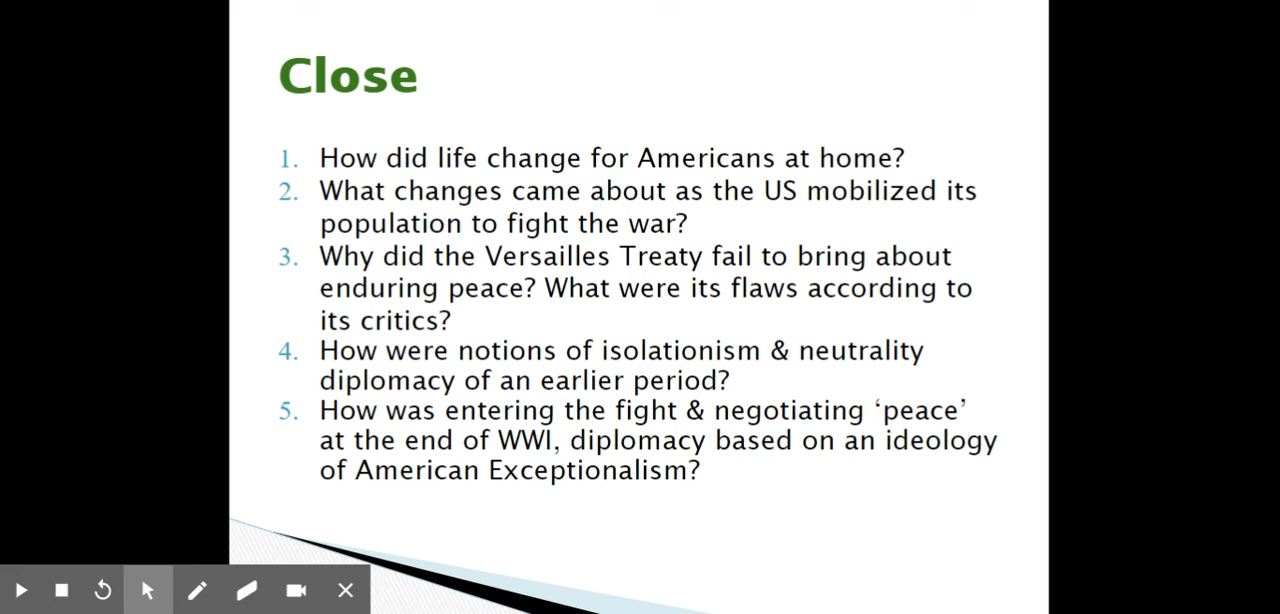 Close
1. How did life change for Americans at home?
2. What changes came about as the US mobilized its
population to fight the war?
3. Why did the Versailles Treaty fail to bring about
enduring peace? What were its flaws according to
its critics?
4. How were notions of isolationism & neutrality
diplomacy of an earlier period?
5. How was entering the fight & negotiating ‘peace’
at the end of WWI, diplomacy based on an ideology
of American Exceptionalism?